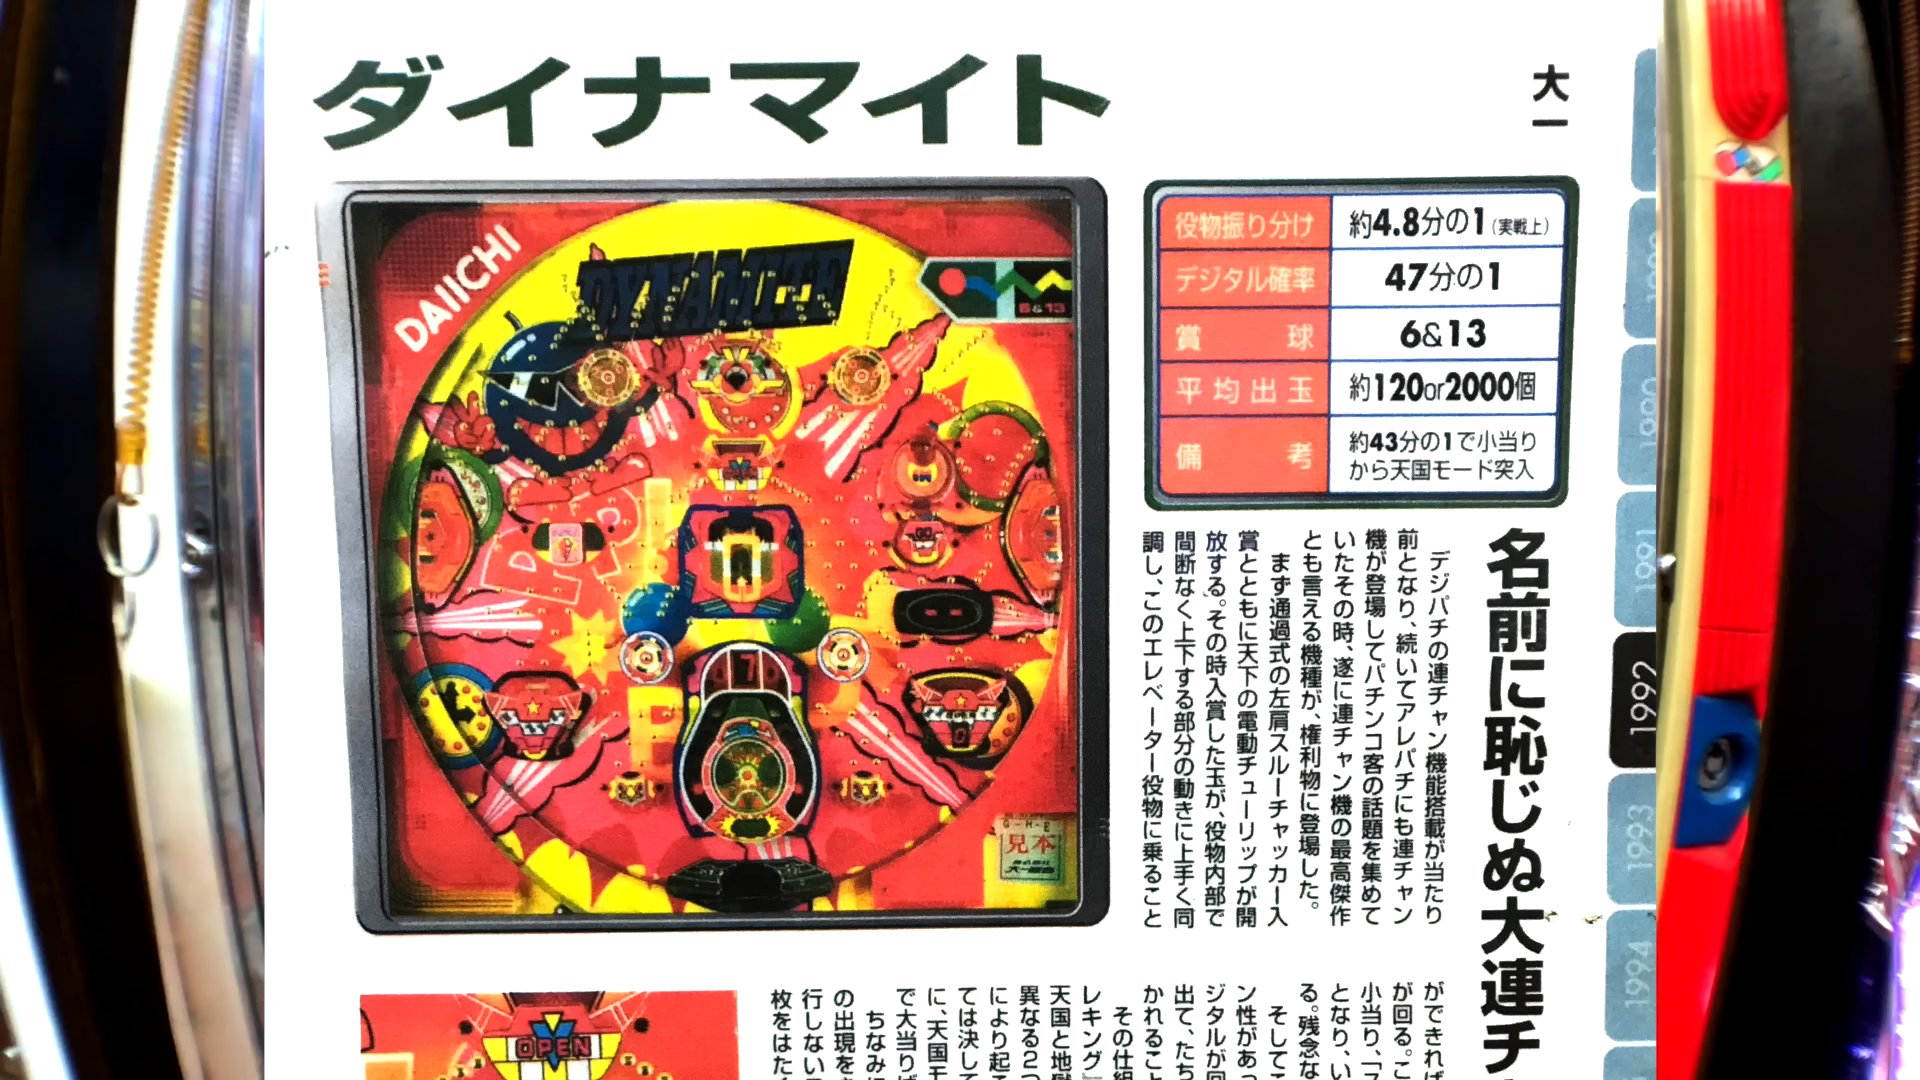 ダイナマイト
大一
DAIICHI
DYNAMITE
6&13
役物振り分け
約4.8分の1(実戦上)
デジタル確率
47分の1
賞球
6&13
平均出玉
約120or2000個
備考
約43分の1で小当り
から天国モード突入
名前に恥じぬ大連チ
デジパチの連チャン機能搭載が当たり
前となり、続いてアレパチにも連チャン
機が登場してパチンコ客の話題を集めて
いたその時、遂に連チャン機の最高傑作
とも言える機種が、権利物に登場した。
まず通過式の左肩スルーチャッカー入
賞とともに天下の電動チューリップが開
放する。その時入賞した玉が、役物内部で
間断なく上下する部分の動きに上手く同
調し、このエレベーター役物に乗ること
ができれば
が回る。こ
小当り、「ス
となり、い
る。残念な
そしてこ
ン性があっ
ジタルが回
出て、たち
かれること
その仕組
レキング」
天国と地獄
異なる2つ
により起こ
ては決して
に、天国モ
で大当りば
ちなみに
の出現をき
行しないス
枚をはたく
見本
OPEN
1990
1991
1992
1993
1994